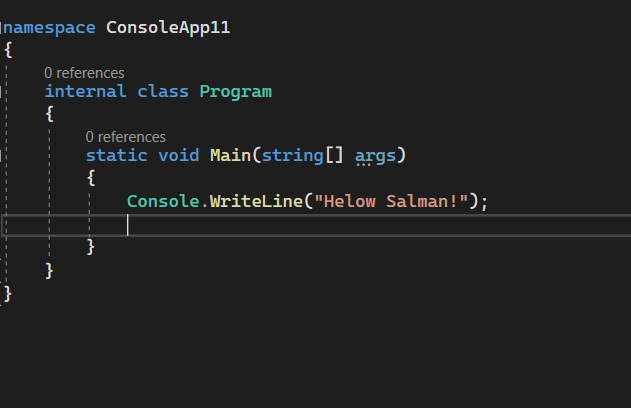 namespace ConsoleApp11
{
0 references
internal class Program
{
0 references
static void Main(string[] args)
{
Console.WriteLine("Helow Salman!");
}
}
}